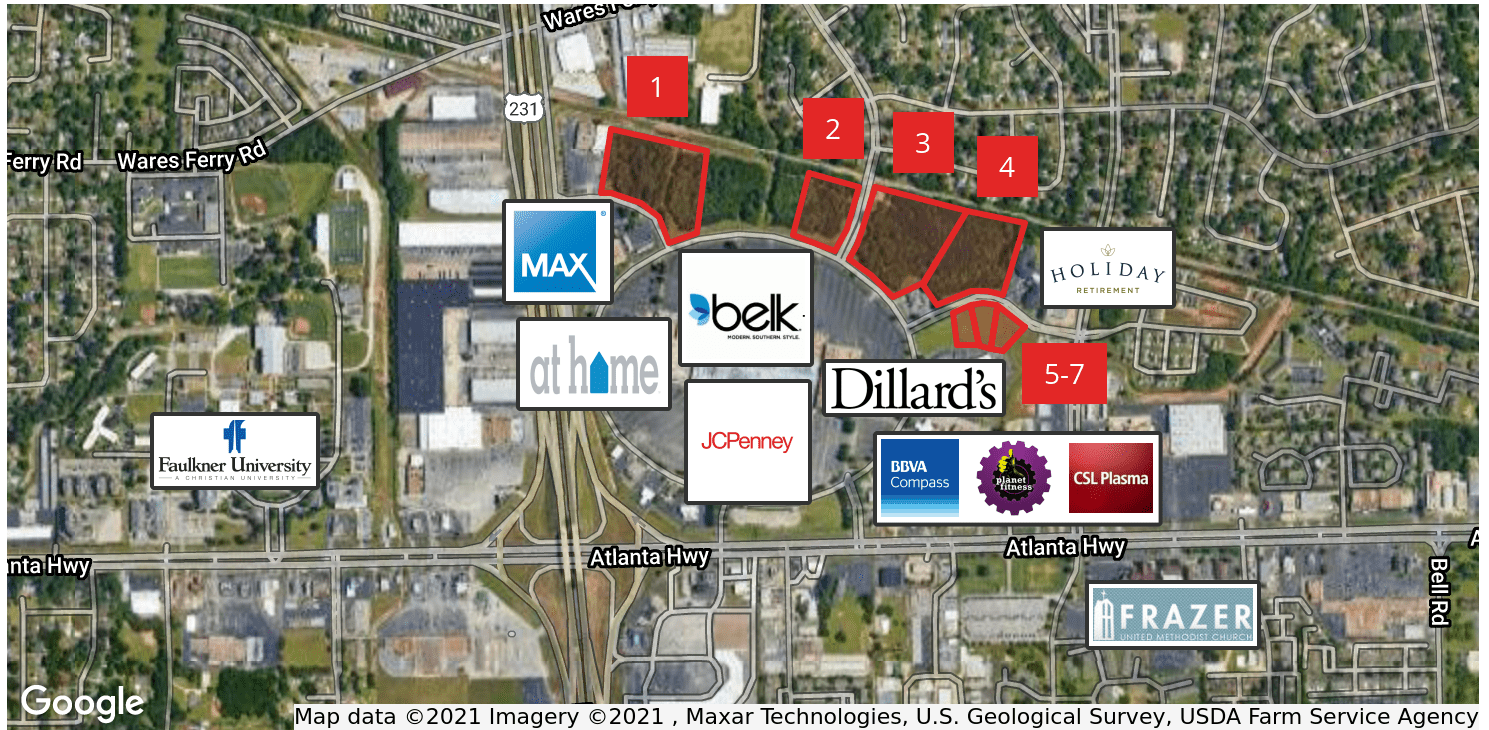 Wares
1
231
2
3
4
Ferry Rd
Wares Ferry Rd
MAX
®
HOLIDAY
RETIREMENT
belk
MODERN. SOUTHERN. STYLE.
at home
5-7
Dillard's
JCPenney
Faulkner University
A CHRISTIAN UNIVERSITY
BBVA
Compass
planet
fitness
CSL Plasma
Atlanta Hwy
Atlanta Hwy
nta Hwy
A
Bell Rd
FRAZER
UNITED METHODIST CHURCH
Google
Map data ©2021 Imagery ©2021 , Maxar Technologies, U.S. Geological Survey, USDA Farm Service Agency